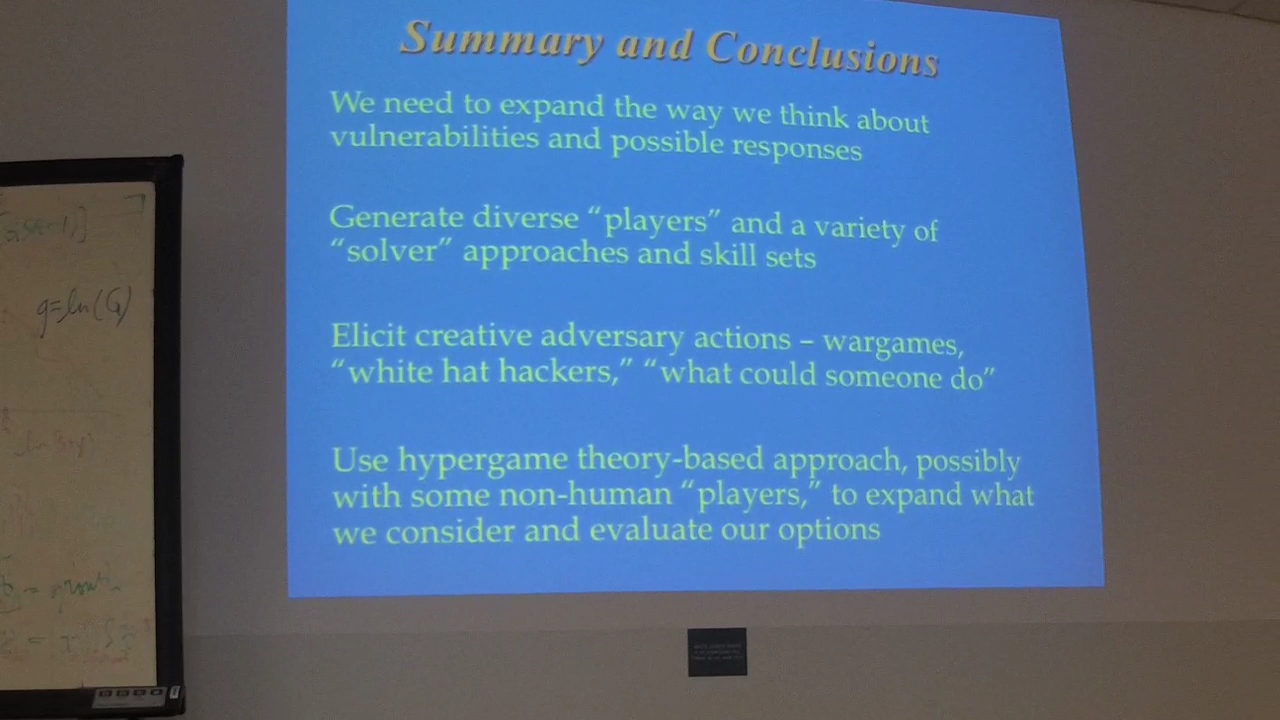 Summary and Conclusions
We need to expand the way we think about
vulnerabilities and possible responses
Generate diverse “players” and a variety of
“solver” approaches and skill sets
Elicit creative adversary actions – wargames,
“white hat hackers,” “what could someone do”
Use hypergame theory-based approach, possibly
with some non-human “players,” to expand what
we consider and evaluate our options
g=ln(G)
= growth